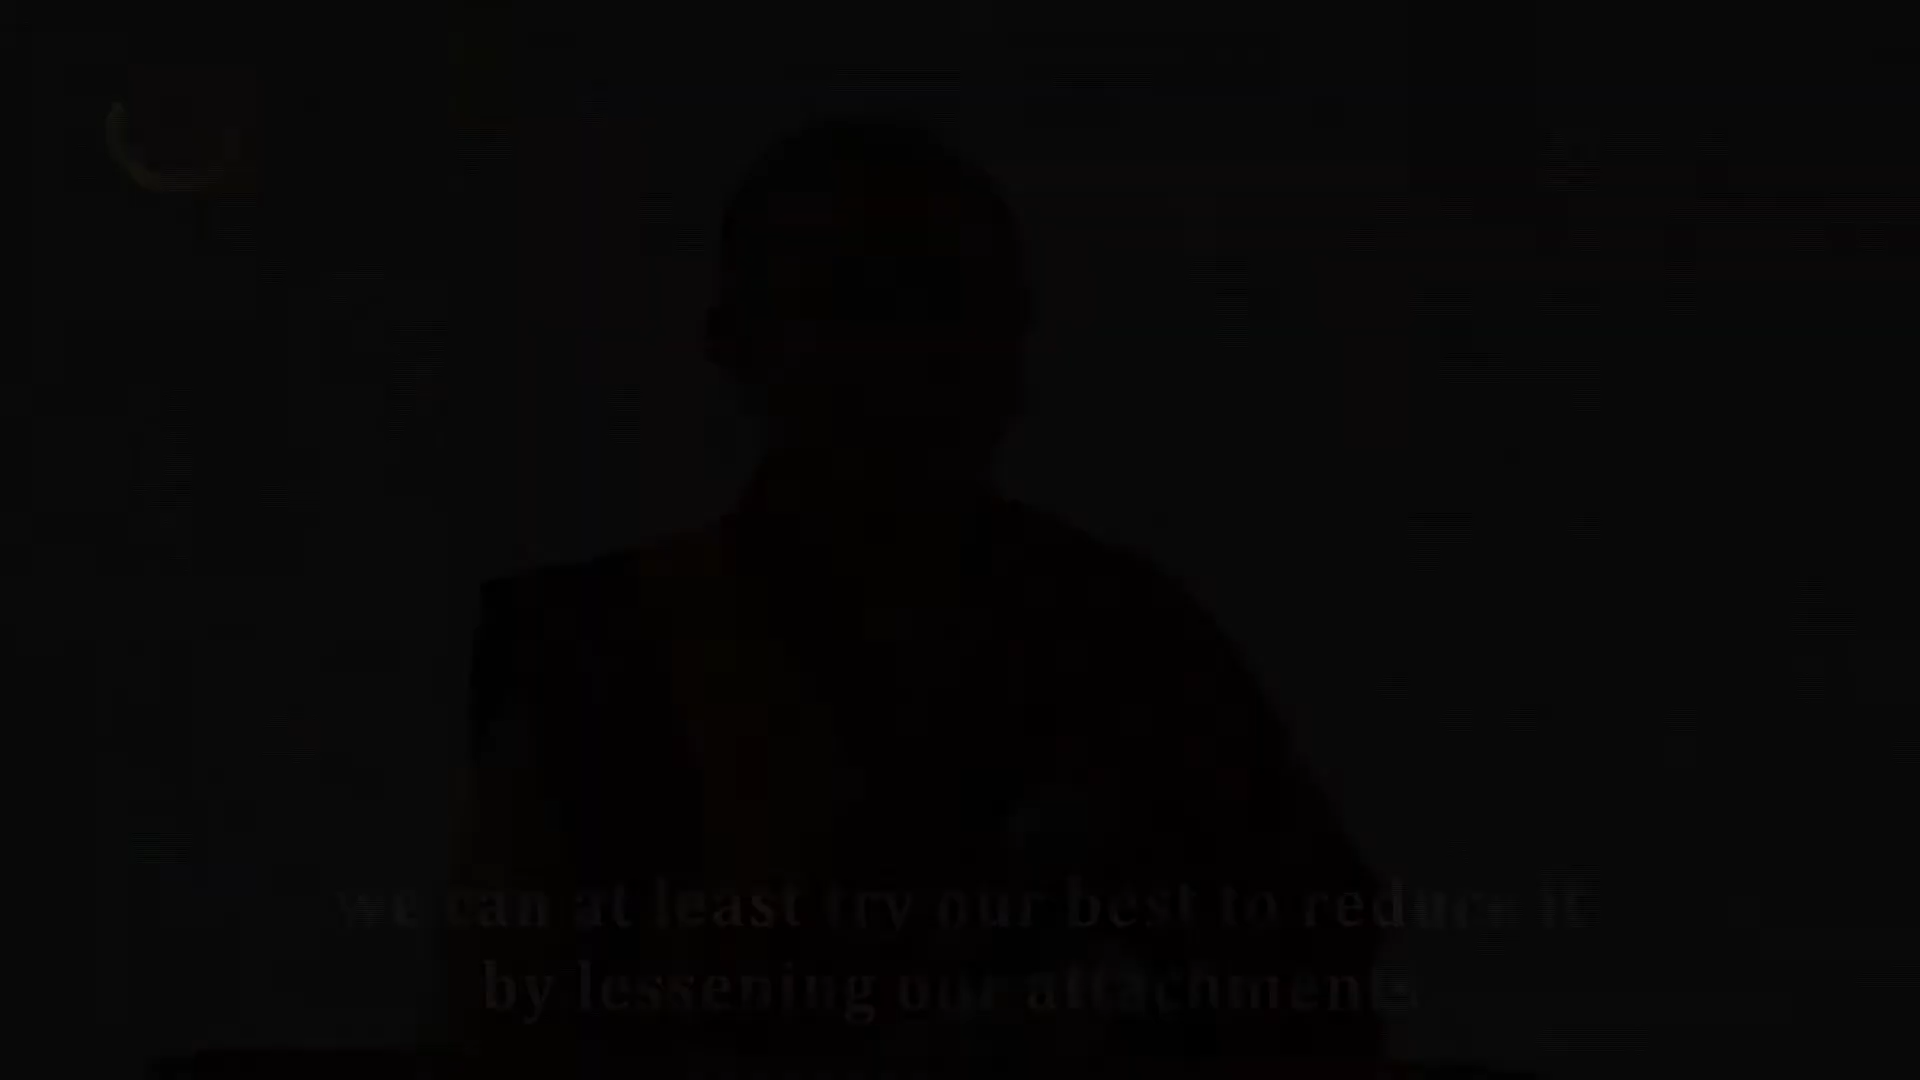 we can at least try our best to reduce it
by lessening our attachments